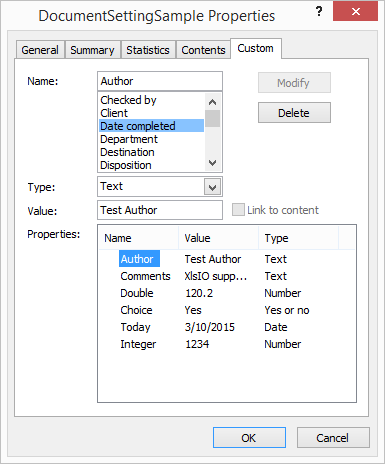 DocumentSettingSample Properties ?
General Summary Statistics Contents Custom
Name: Author Modify
Checked by
Client
Date completed
Department
Destination
Disposition
Delete
Type: Text
Value: Test Author Link to content
Properties: Name Value Type
Author Test Author Text
Comments XlsIO supp... Text
Double 120.2 Number
Choice Yes Yes or no
Today 3/10/2015 Date
Integer 1234 Number
OK Cancel